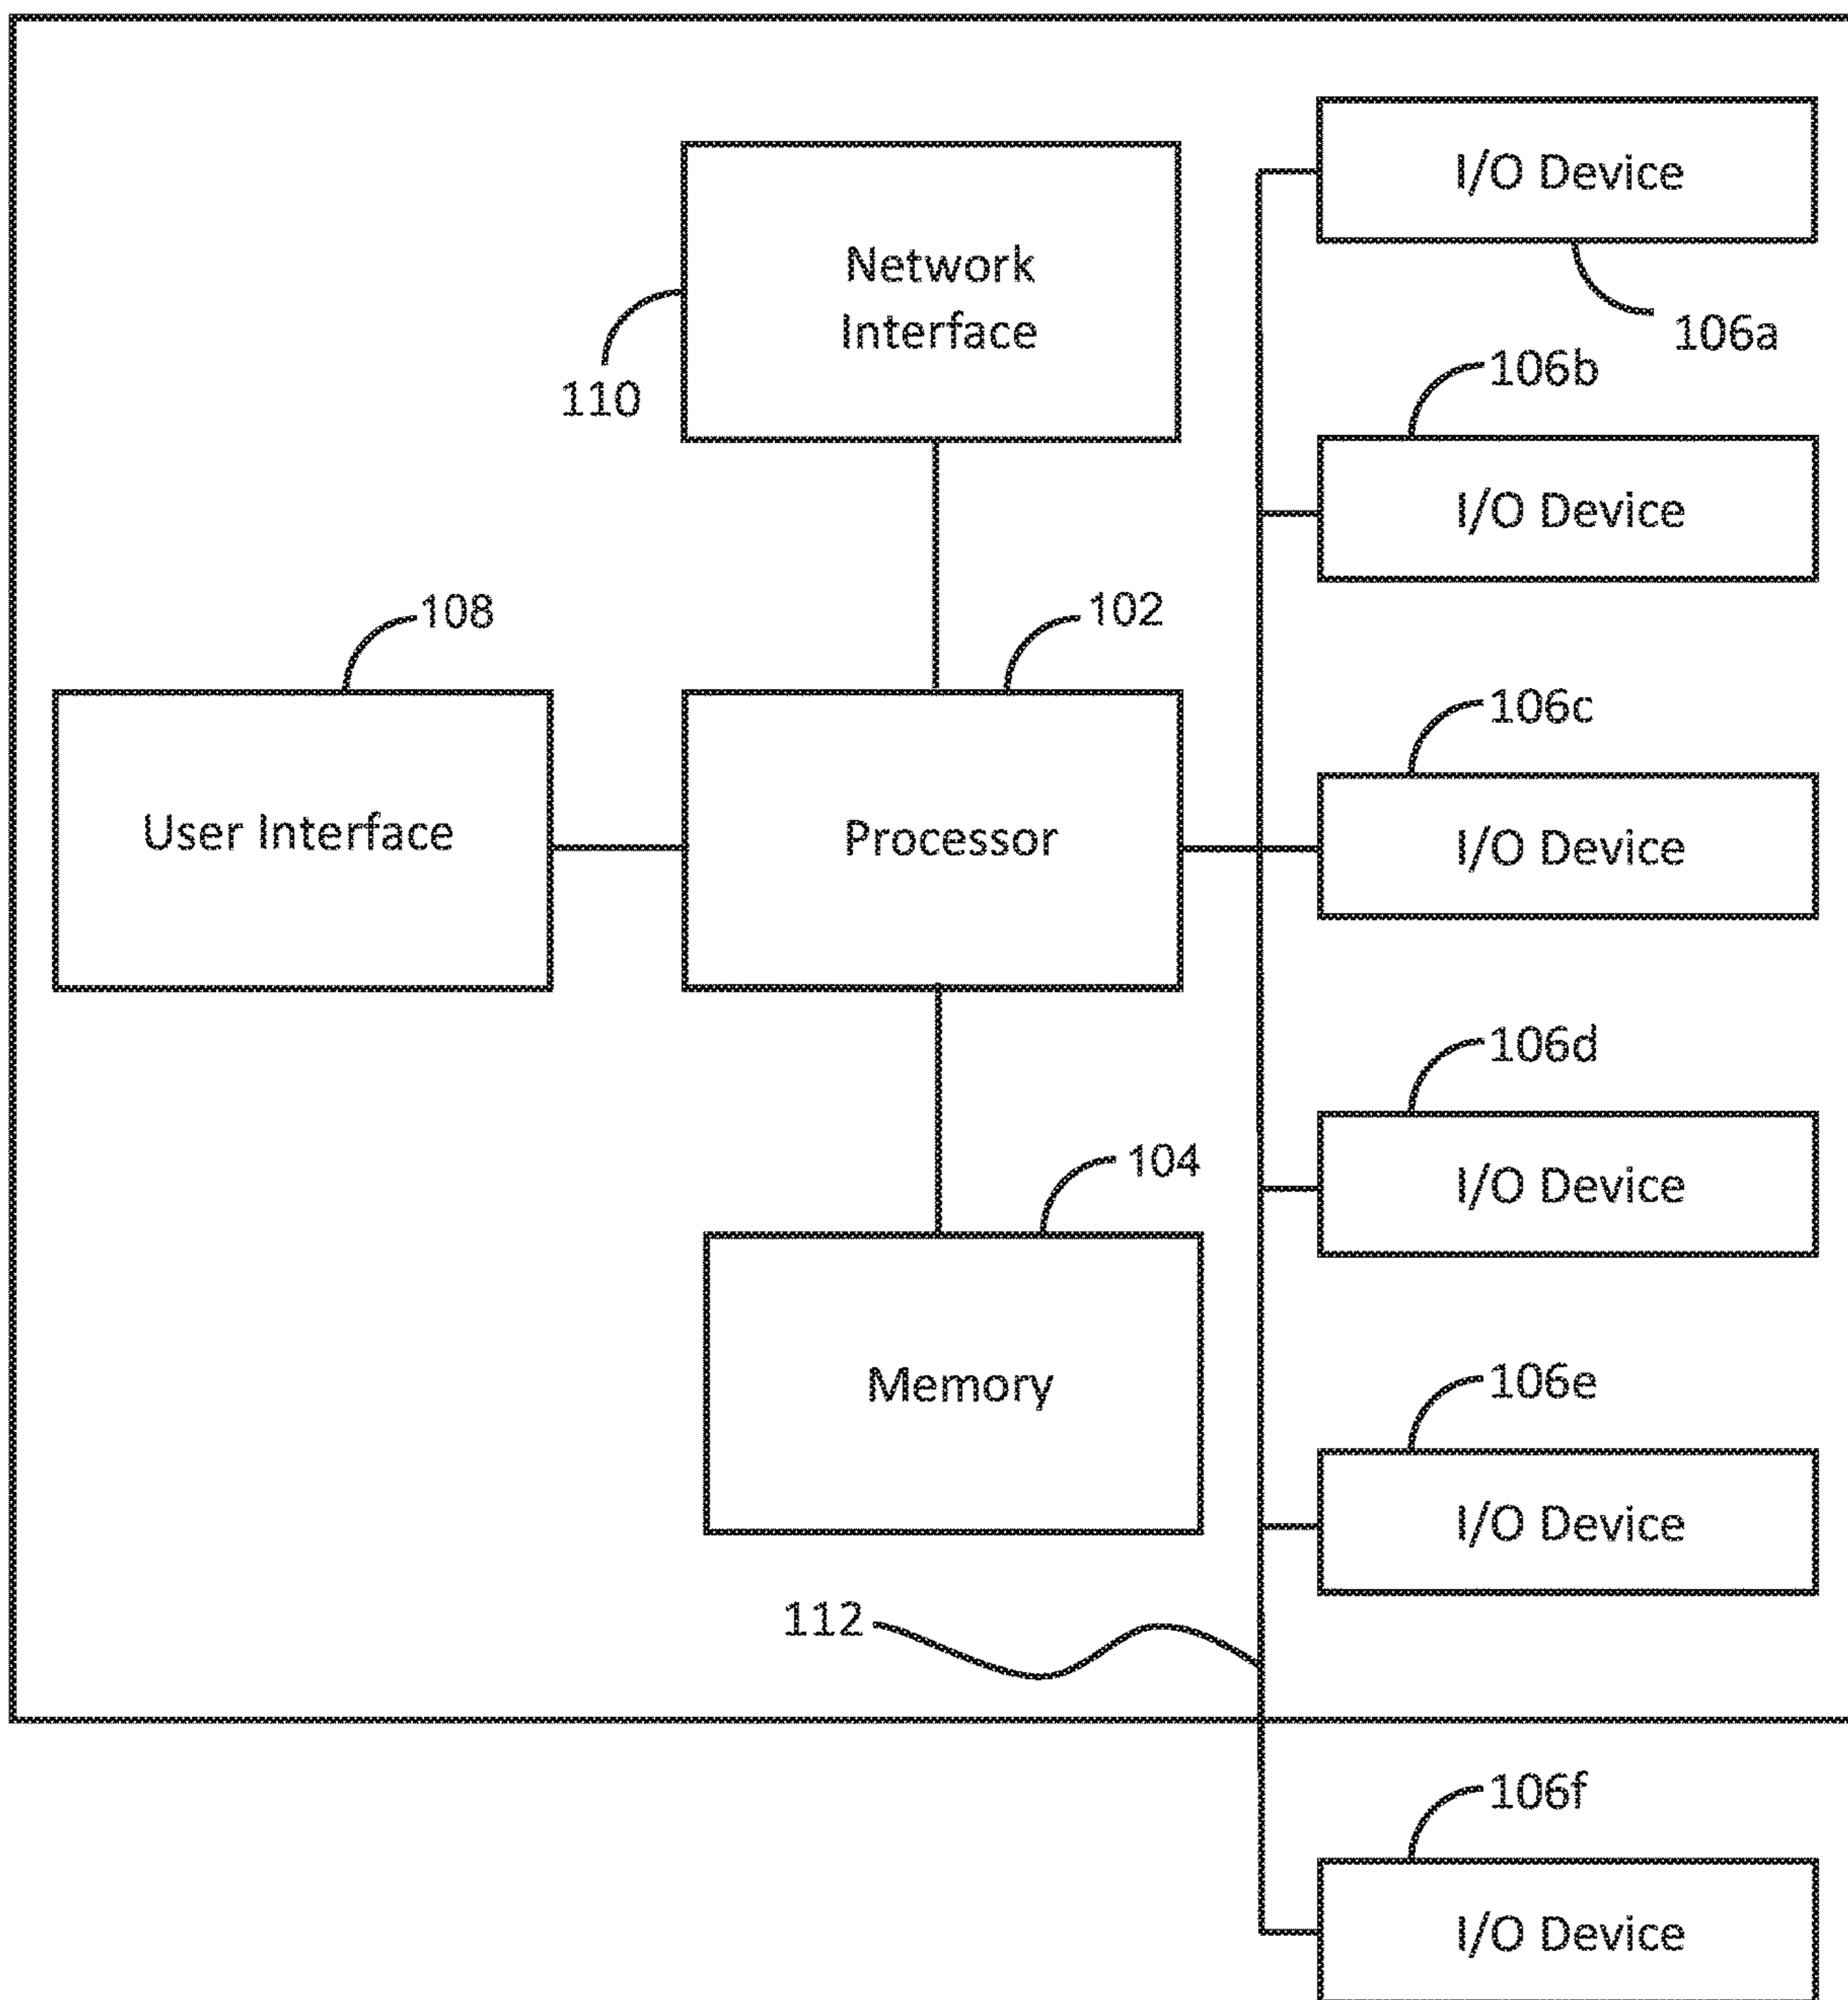 I/O Device
106a
Network
Interface
110
106b
I/O Device
108
102
106c
User Interface
Processor
I/O Device
106d
I/O Device
104
Memory
106e
I/O Device
112
106f
I/O Device